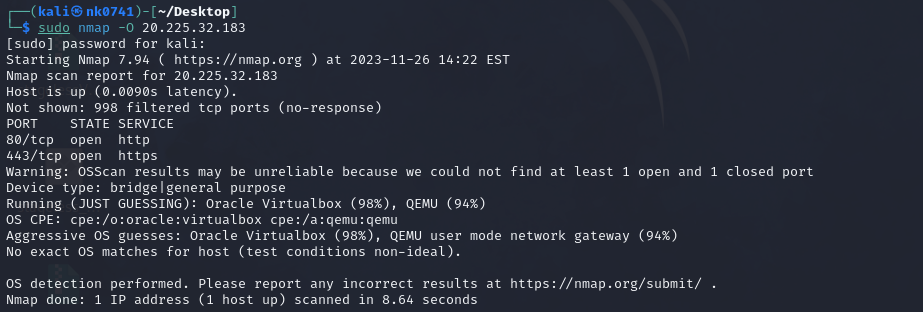 ┌──(kali㉿nk0741)-[~/Desktop]
└─$ sudo nmap -O 20.225.32.183
[sudo] password for kali:
Starting Nmap 7.94 ( https://nmap.org ) at 2023-11-26 14:22 EST
Nmap scan report for 20.225.32.183
Host is up (0.0090s latency).
Not shown: 998 filtered tcp ports (no-response)
PORT    STATE SERVICE
80/tcp  open  http
443/tcp open  https
Warning: OSScan results may be unreliable because we could not find at least 1 open and 1 closed port
Device type: bridge|general purpose
Running (JUST GUESSING): Oracle Virtualbox (98%), QEMU (94%)
OS CPE: cpe:/o:oracle:virtualbox cpe:/a:qemu:qemu
Aggressive OS guesses: Oracle Virtualbox (98%), QEMU user mode network gateway (94%)
No exact OS matches for host (test conditions non-ideal).

OS detection performed. Please report any incorrect results at https://nmap.org/submit/ .
Nmap done: 1 IP address (1 host up) scanned in 8.64 seconds